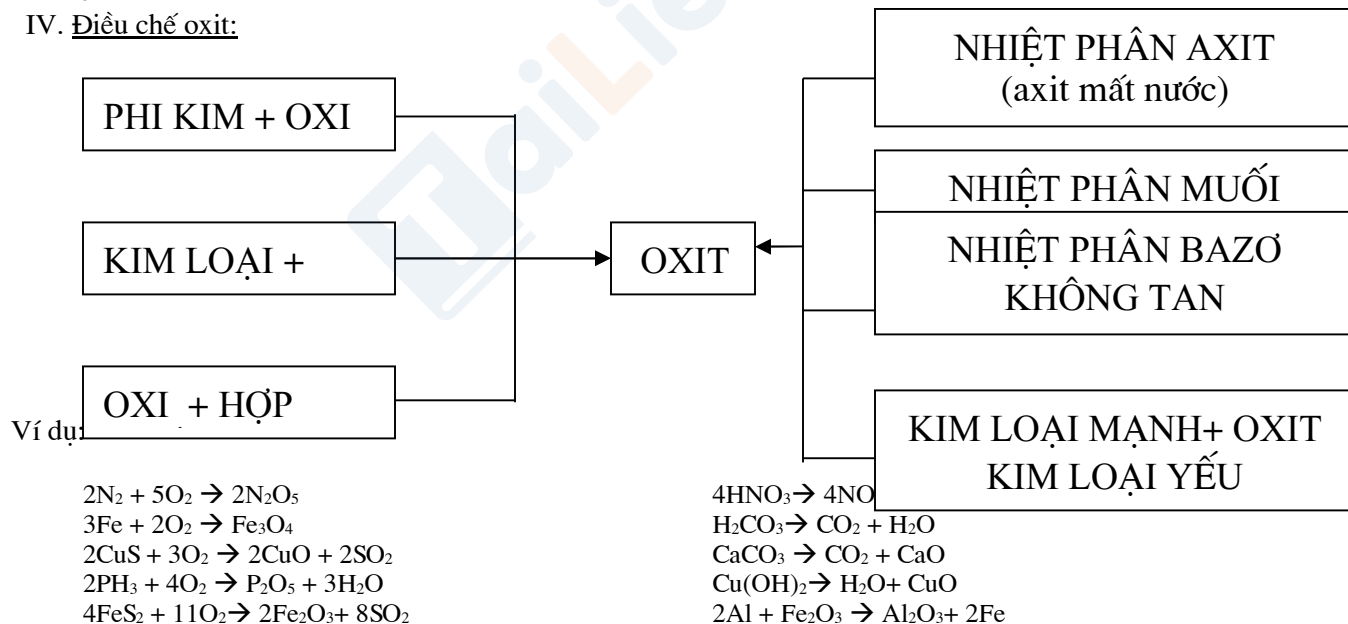 IV. Điều chế oxit:
PHI KIM + OXI
KIM LOẠI +
OXI + HỢP
OXIT
NHIỆT PHÂN AXIT
(axit mất nước)
NHIỆT PHÂN MUỐI
NHIỆT PHÂN BAZƠ
KHÔNG TAN
KIM LOẠI MẠNH+ OXIT
KIM LOẠI YẾU
Ví dụ:
2N₂ + 5O₂ → 2N₂O₅
3Fe + 2O₂ → Fe₃O₄
2CuS + 3O₂ → 2CuO + 2SO₂
2PH₃ + 4O₂ → P₂O₅ + 3H₂O
4FeS₂ + 11O₂→ 2Fe₂O₃+ 8SO₂
4HNO₃→ 4NO
H₂CO₃→ CO₂ + H₂O
CaCO₃ → CO₂ + CaO
Cu(OH)₂→ H₂O+ CuO
2Al + Fe₂O₃ → Al₂O₃+ 2Fe